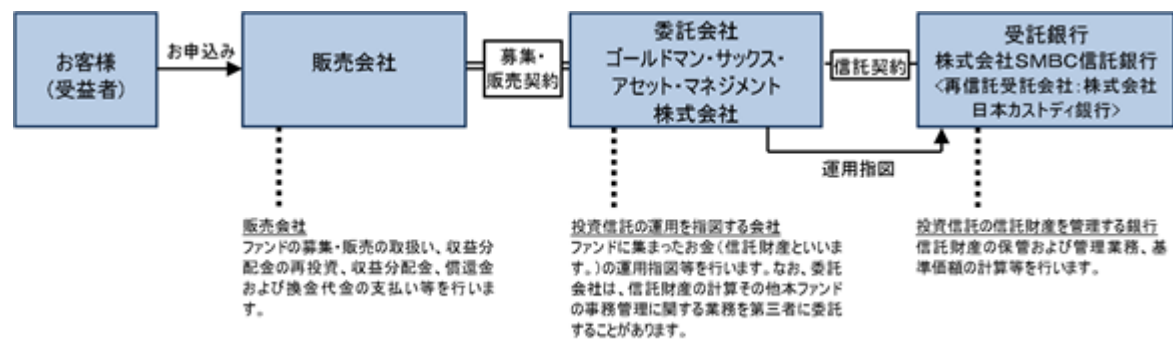 お客様
(受益者)
お申込み
販売会社
募集・
販売契約
委託会社
ゴールドマン・サックス・
アセット・マネジメント
株式会社
信託契約
受託銀行
株式会社SMBC信託銀行
<再信託受託会社:株式会社
日本カストディ銀行>
運用指図
販売会社
ファンドの募集・販売の取扱い、収益分
配金の再投資、収益分配金、償還金
および換金代金の支払い等を行いま
す。
投資信託の運用を指図する会社
ファンドに集まったお金(信託財産といいま
す。)の運用指図等を行います。なお、委託
会社は、信託財産の計算その他本ファンド
の事務管理に関する業務を第三者に委託
することがあります。
投資信託の信託財産を管理する銀行
信託財産の保管および管理業務、基
準価額の計算等を行います。